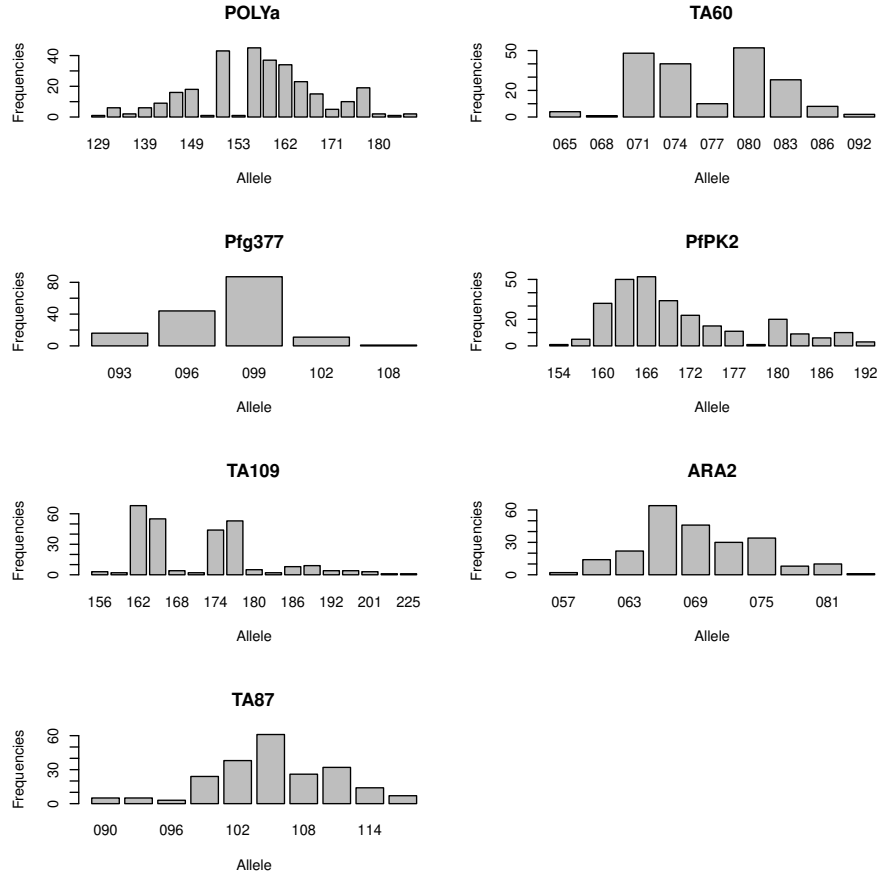 POLYa
Frequencies
0 20 40
129 139 149 153 162 171 180
Allele
TA60
Frequencies
0 20 50
065 068 071 074 077 080 083 086 092
Allele
Pfg377
Frequencies
0 40 80
093 096 099 102 108
Allele
PfPK2
Frequencies
0 20 50
154 160 166 172 177 180 186 192
Allele
TA109
Frequencies
0 30 60
156 162 168 174 180 186 192 201 225
Allele
ARA2
Frequencies
0 30 60
057 063 069 075 081
Allele
TA87
Frequencies
0 30 60
090 096 102 108 114
Allele